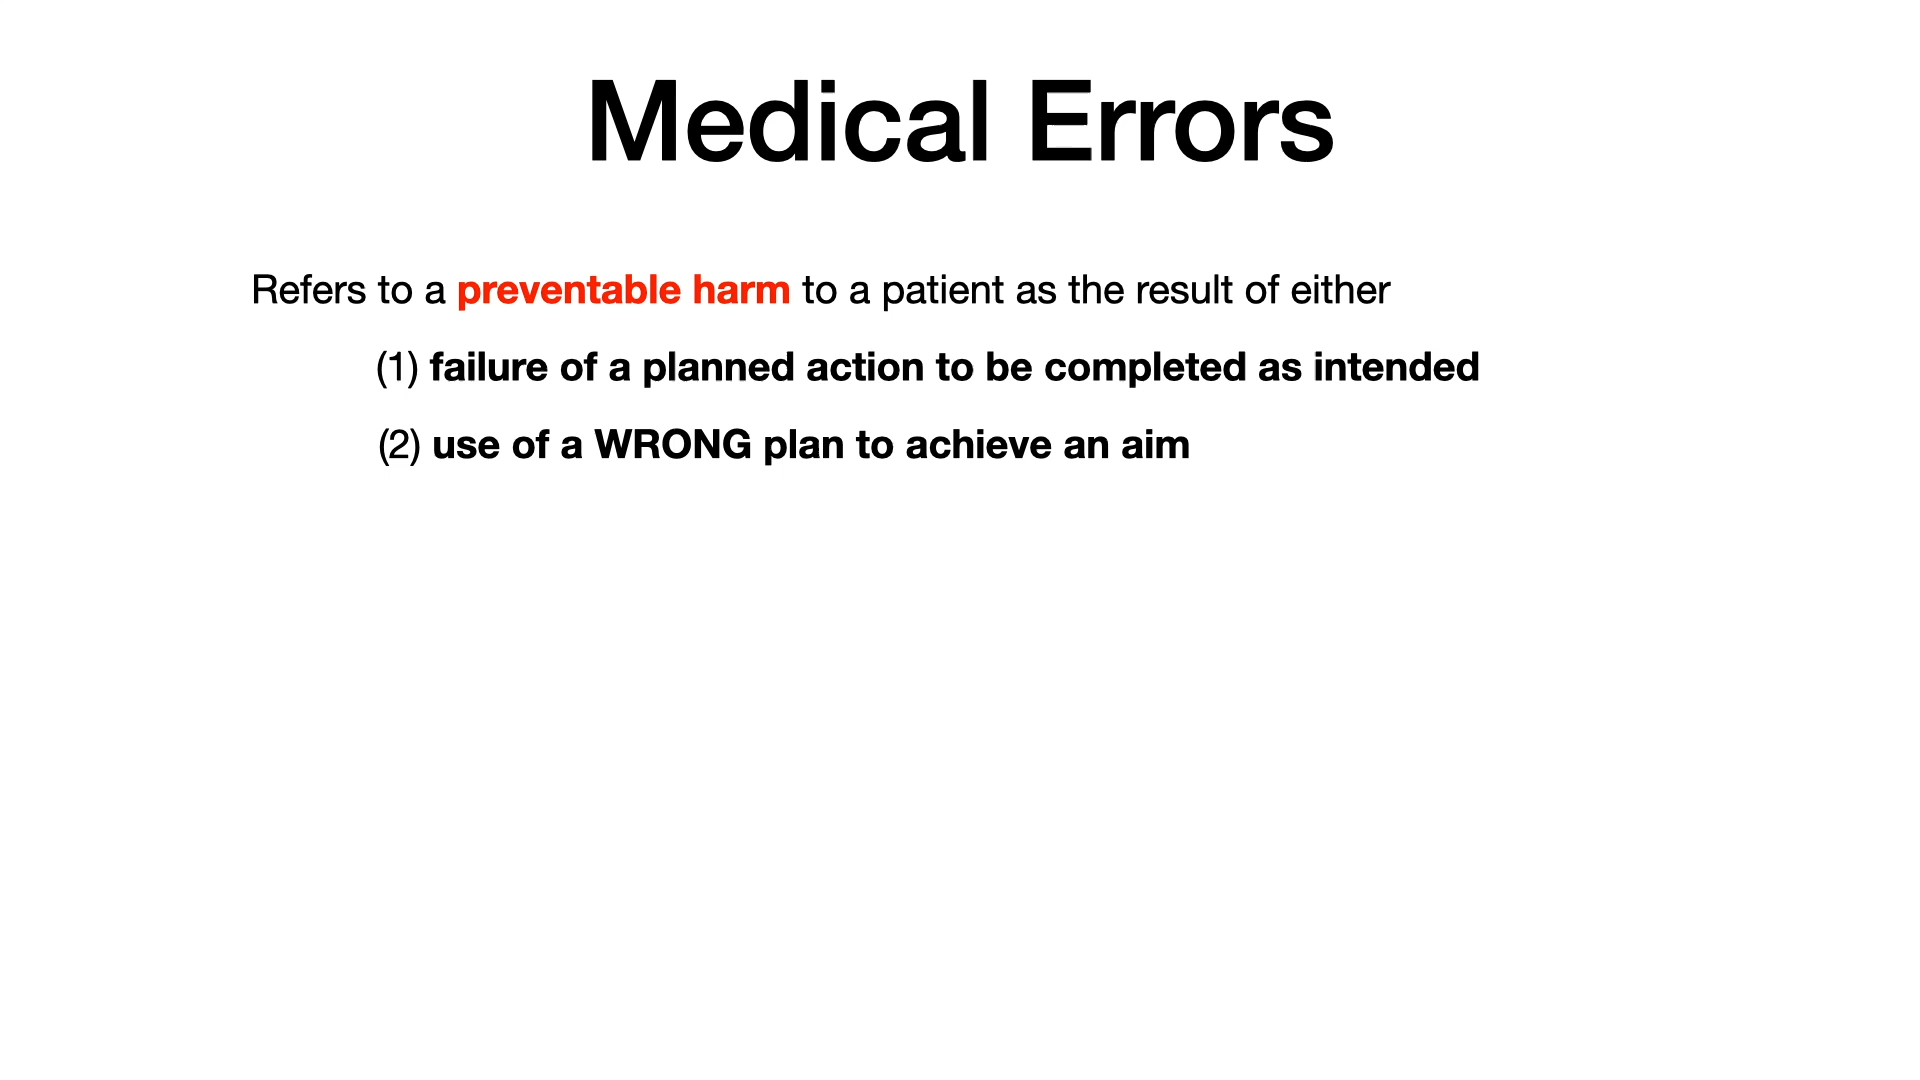 Medical Errors
Refers to a preventable harm to a patient as the result of either
(1) failure of a planned action to be completed as intended
(2) use of a WRONG plan to achieve an aim